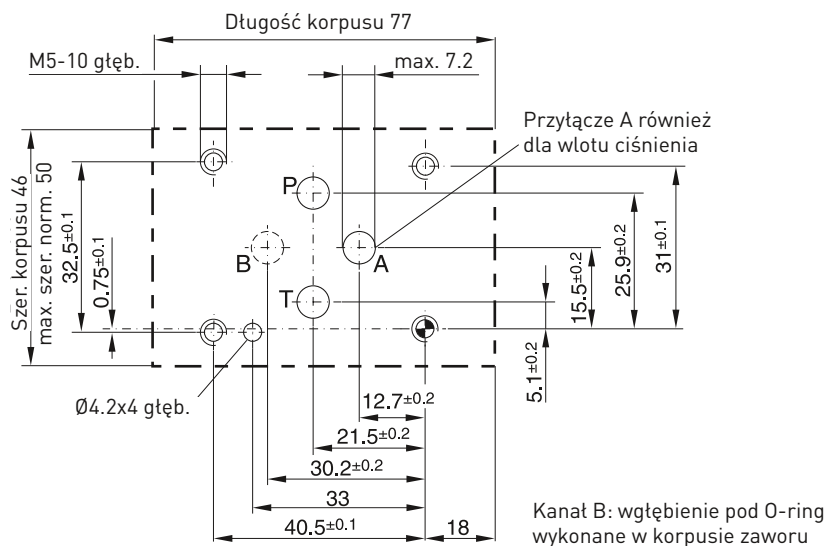 Długość korpusu 77
M5-10 głęb.
max. 7.2
Przyłącze A również
dla wlotu ciśnienia
Szer. korpusu 46
max. szer. norm. 50
32.5±0.1
0.75±0.1
P
B
A
T
15.5±0.2
25.9±0.2
31±0.1
5.1±0.2
Ø4.2x4 głęb.
12.7±0.2
21.5±0.2
30.2±0.2
33
40.5±0.1
18
Kanał B: wgłębienie pod O-ring
wykonane w korpusie zaworu